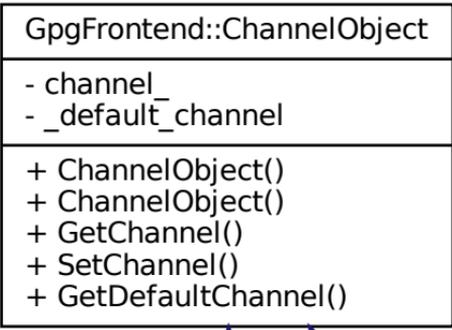 GpgFrontend::ChannelObject
- channel_
- _default_channel
+ ChannelObject()
+ ChannelObject()
+ GetChannel()
+ SetChannel()
+ GetDefaultChannel()